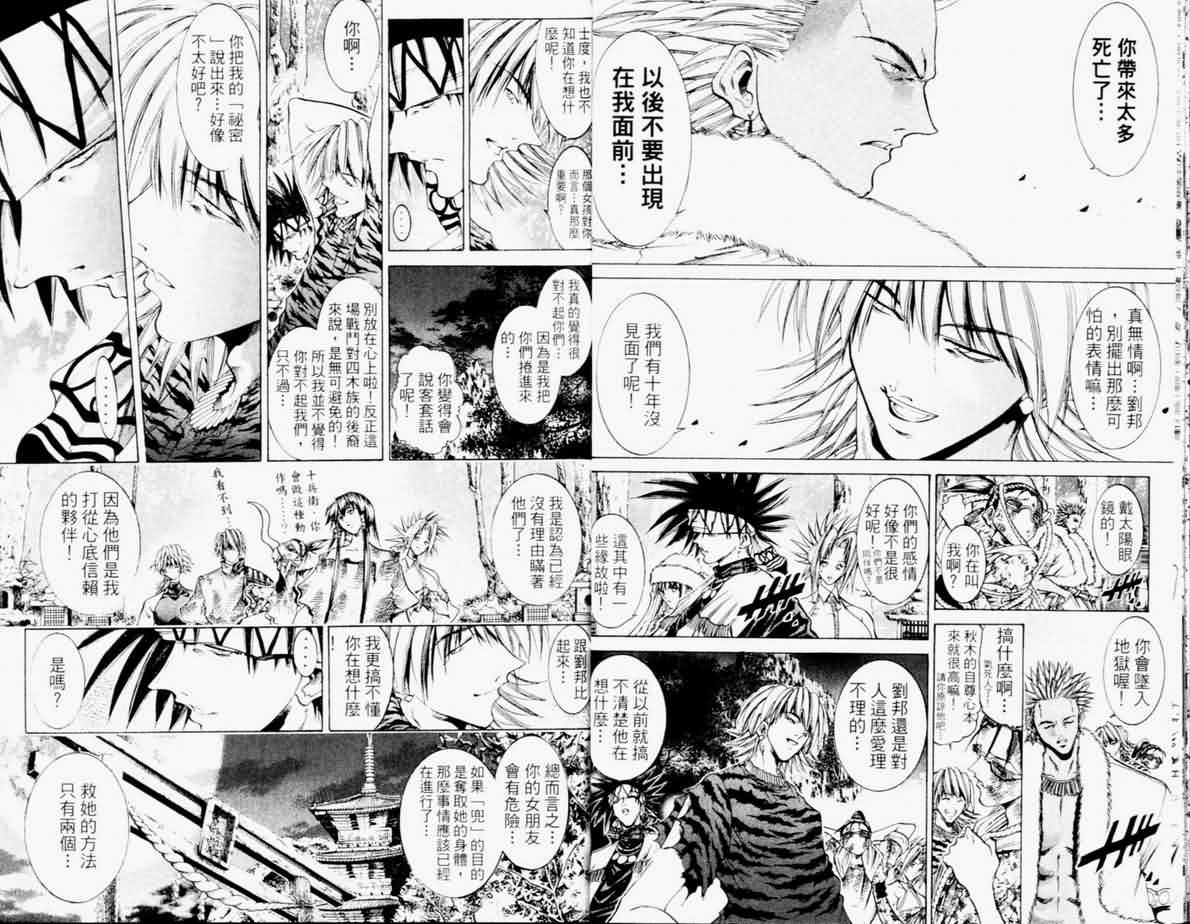 你帶來太多
死亡了…
以後不要出現
在我面前…
真無情啊…劉邦
，別擺出那麼可
怕的表情嘛…
我們有十年沒
見面了呢！
戴太陽眼
鏡的！
你在叫
我啊？
你們的感情
好像不是很
好呢！
這其中有一
些緣故啦！
你會墜入
地獄喔！
搞什麼啊…
氣死人了！
秋木的自尊心本
來就很高嘛！
請你原諒他吧…
劉邦還是對
人這麼愛理
不理的…
從以前就搞
不清楚他在
想什麼…
士度，我也不
知道你在想什
麼呢！
那個女孩對你
而言…真那麼
重要啊？
…
我真的覺得很
對不起你們…
因為是我把
你們捲進來
的…
你變得會
說客套話
了呢！
你啊…
別放在心上啦！反正這
場戰鬥對四木族的後裔
來說，是無可避免的！
所以我並不覺得
你對不起我們，
只不過…
你把我的「祕密
」說出來…好像
不太好吧？
……
我是認為已經
沒有理由瞞著
他們了…
十兵衛，你
會做這種動
作嗎……？
我看不到…
因為他們是我
打從心底信賴
的夥伴！
跟劉邦比
起來…
我更搞不懂
你在想什麼
！
是嗎？
總而言之…
你的女朋友
會有危險…
如果「兜」的目的
是奪取她的身體，
那麼事情應該已經
在進行了…
救她的方法
只有兩個…